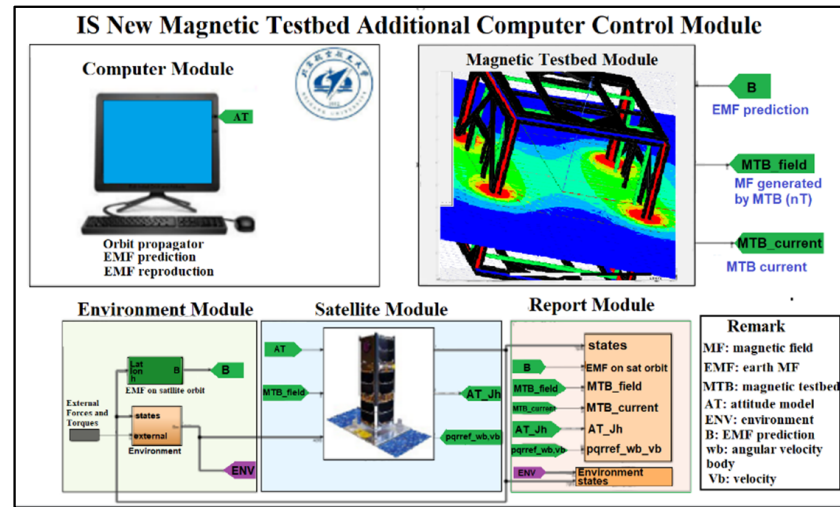 IS New Magnetic Testbed Additional Computer Control Module
Computer Module
AT
Orbit propagator
EMF prediction
EMF reproduction
Magnetic Testbed Module
B
EMF prediction
MTB_field
MF generated
by MTB (nT)
MTB_current
MTB current
Environment Module
Lat
lon
h
B
EMF on satllite orbit
B
External
Forces and
Torques
states
external
Environment
ENV
Satellite Module
AT
MTB_field
AT_Jh
pqrref_wb,vb
Report Module
states
B
EMF on sat orbit
MTB_field
MTB_field
MTB_current
MTB_current
AT_Jh
AT_Jh
pqrref_wb,vb
pqrref_wb_vb
ENV
Environment
states
Remark
MF: magnetic field
EMF: earth MF
MTB: magnetic testbed
AT: attitude model
ENV: environment
B: EMF prediction
wb: angular velocity
body
Vb: velocity